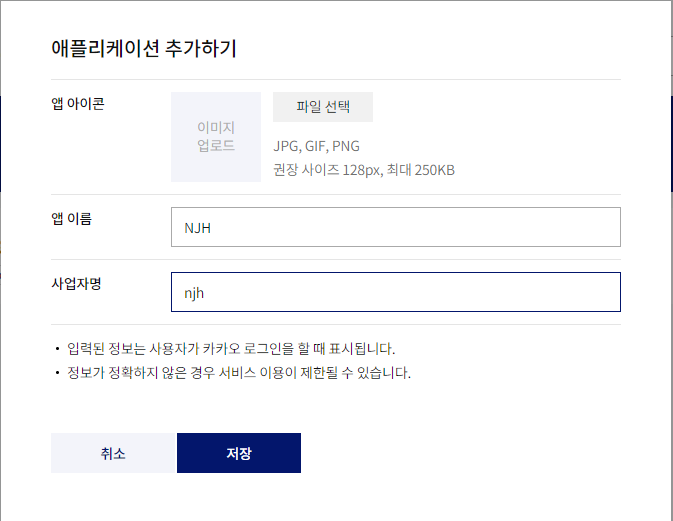 애플리케이션 추가하기
앱 아이콘
이미지
업로드
파일 선택
JPG, GIF, PNG
권장 사이즈 128px, 최대 250KB
앱 이름
NJH
사업자명
njh
• 입력된 정보는 사용자가 카카오 로그인을 할 때 표시됩니다.
• 정보가 정확하지 않은 경우 서비스 이용이 제한될 수 있습니다.
취소
저장